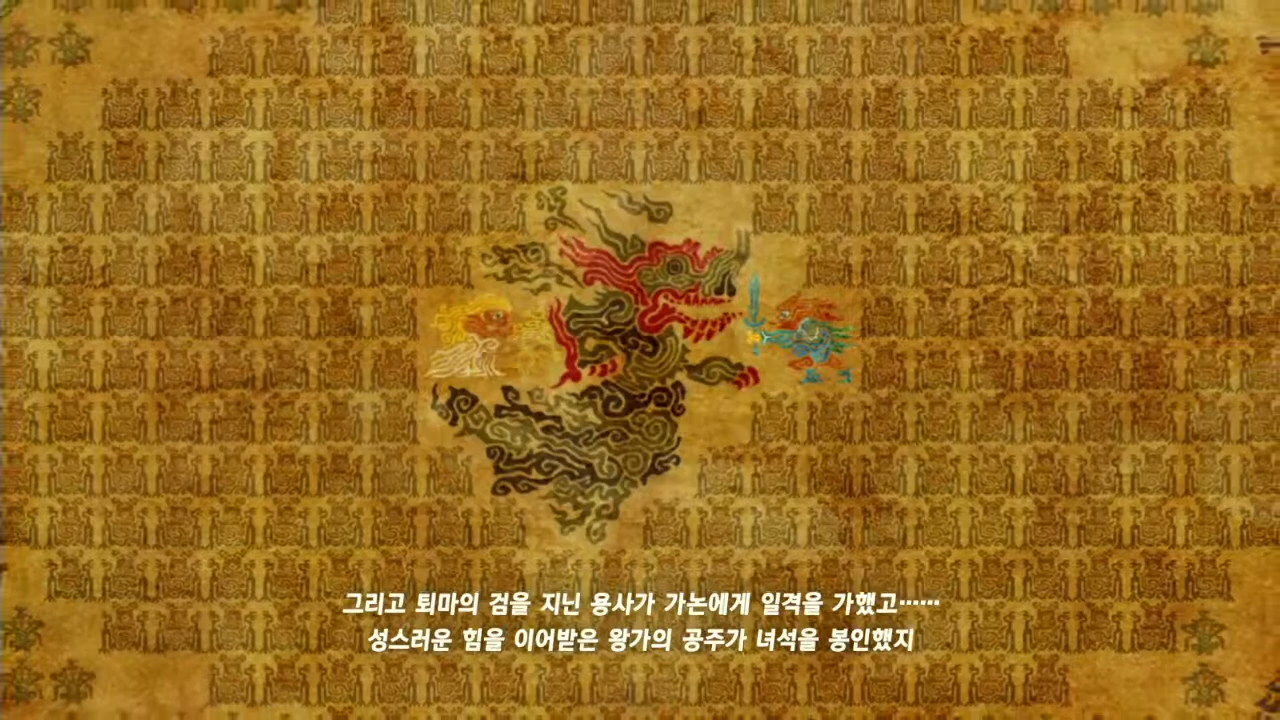 그리고 퇴마의 검을 지닌 용사가 가논에게 일격을 가했고……
성스러운 힘을 이어받은 왕가의 공주가 녀석을 봉인했지